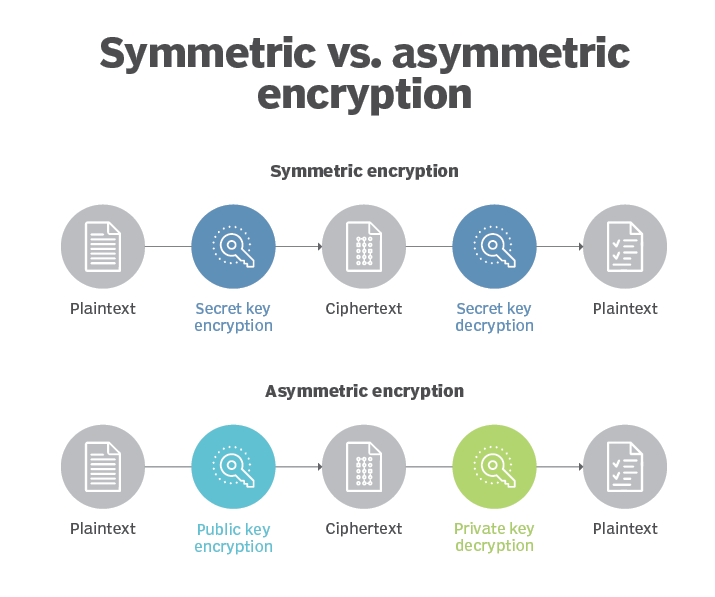 Symmetric vs. asymmetric
encryption
Symmetric encryption
Plaintext
Secret key
encryption
Ciphertext
Secret key
decryption
Plaintext
Asymmetric encryption
Plaintext
Public key
encryption
Ciphertext
Private key
decryption
Plaintext